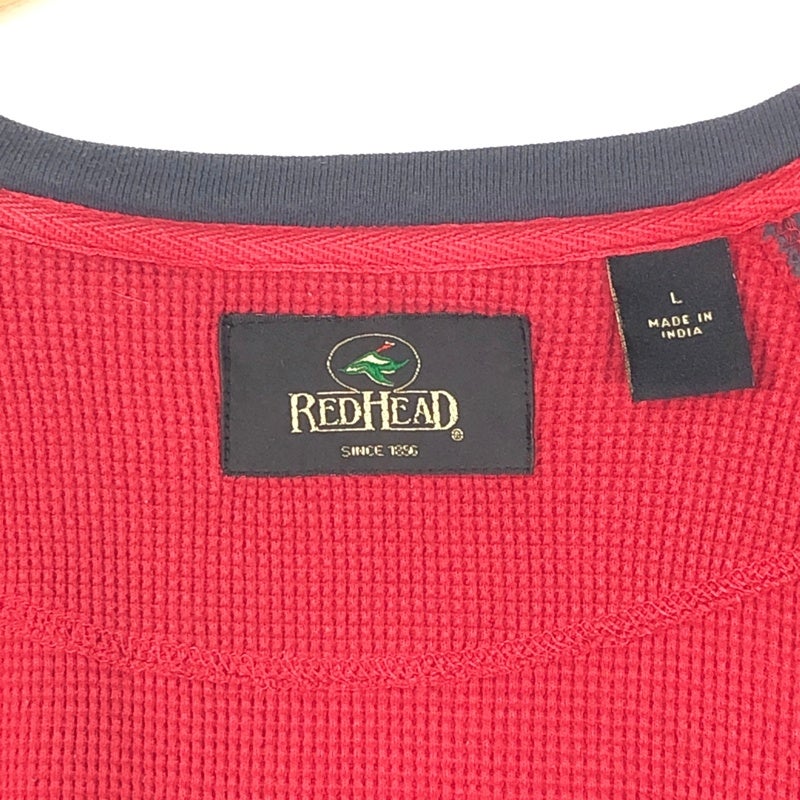 REDHEAD®
SINCE 1856
L
MADE IN
INDIA